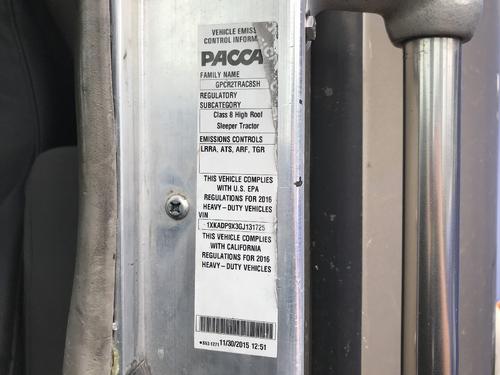 VEHICLE EMISS
CONTROL INFORM
PACCA
FAMILY NAME
GPCR2TRAC8SH
REGULATORY
SUBCATEGORY
Class 8 High Roof
Sleeper Tractor
EMISSIONS CONTROLS
LRRA, ATS, ARF, TGR
THIS VEHICLE COMPLIES
WITH U.S. EPA
REGULATIONS FOR 2016
HEAVY-DUTY VEHICLES
VIN
1XKADP9X3GJ131725
THIS VEHICLE COMPLIES
WITH CALIFORNIA
REGULATIONS FOR 2016
HEAVY-DUTY VEHICLES
11/30/2015 12:51